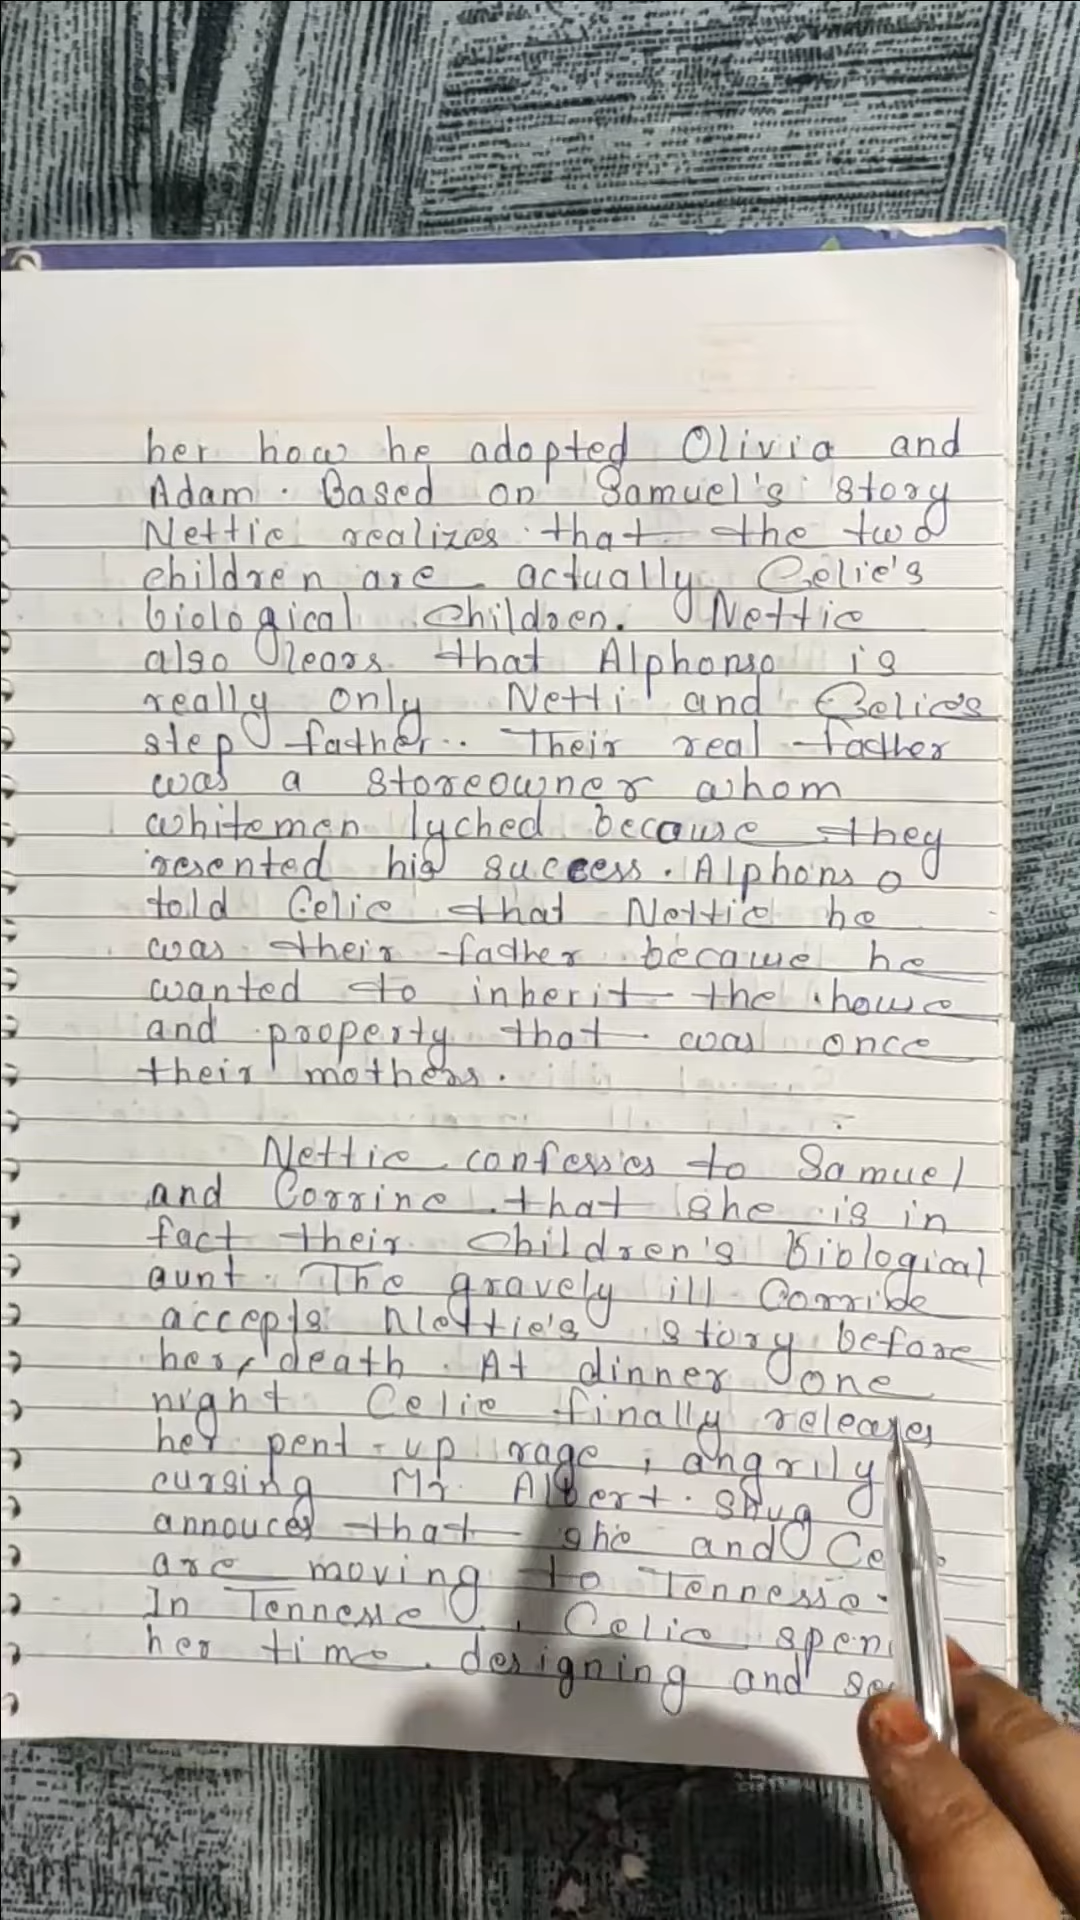 her how he adopted Olivia and
Adam. Based on Samuel's story
Nettie realizes that the two
children are actually Celie's
biological children. Nettie
also lears that Alphonso is
really only Netti and Celie's
step father.. Their real father
was a storeowner whom
whitemen lyched because they
resented his success. Alphonso
told Celie that Nettie he
was their father because he
wanted to inherit the house
and property that was once
their mothers.
Nettie confesses to Samuel
and Corrine that she is in
fact their children's Biological
aunt. The gravely ill
accepts Nettie's story before
her, death. At dinner one
night Celie finally releases
her pent-up rage, angrily
cursing Mr. Albert. Shug
annouces that she and Ce
are moving to Tennesse.
In Tennesse, Celie spen
her time designing and se